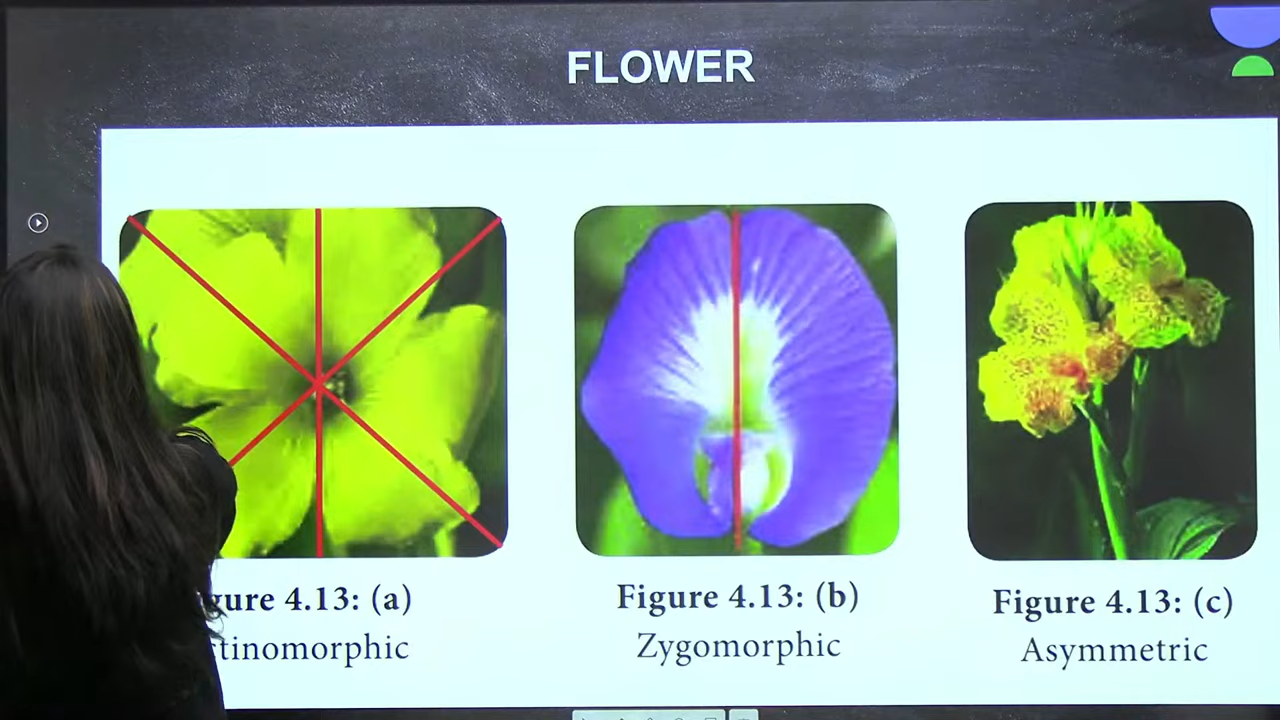 FLOWER
gure 4.13: (a)
Figure 4.13: (b)
Figure 4.13: (c)
tinomorphic
Zygomorphic
Asymmetric